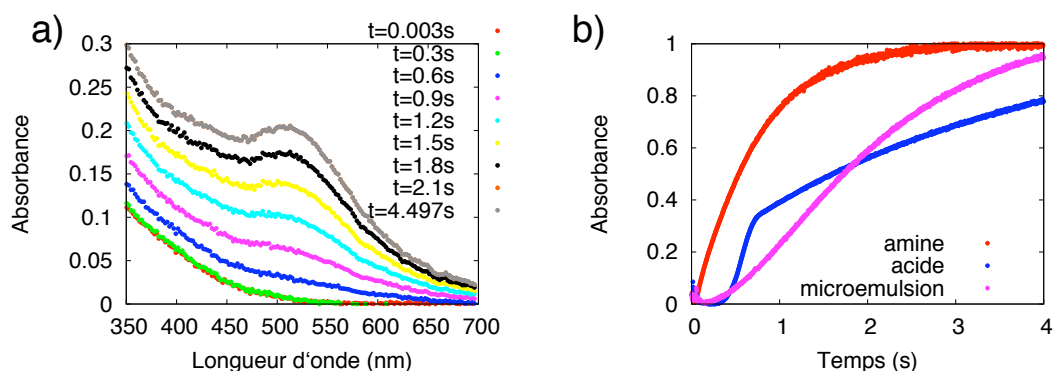 a)
t=0.003s
t=0.3s
t=0.6s
t=0.9s
t=1.2s
t=1.5s
t=1.8s
t=2.1s
t=4.497s
0.3
0.25
0.2
0.15
0.1
0.05
0
Absorbance
350 400 450 500 550 600 650 700
Longueur d‘onde (nm)
b)
1
0.8
0.6
0.4
0.2
0
Absorbance
amine
acide
microemulsion
0 1 2 3 4
Temps (s)